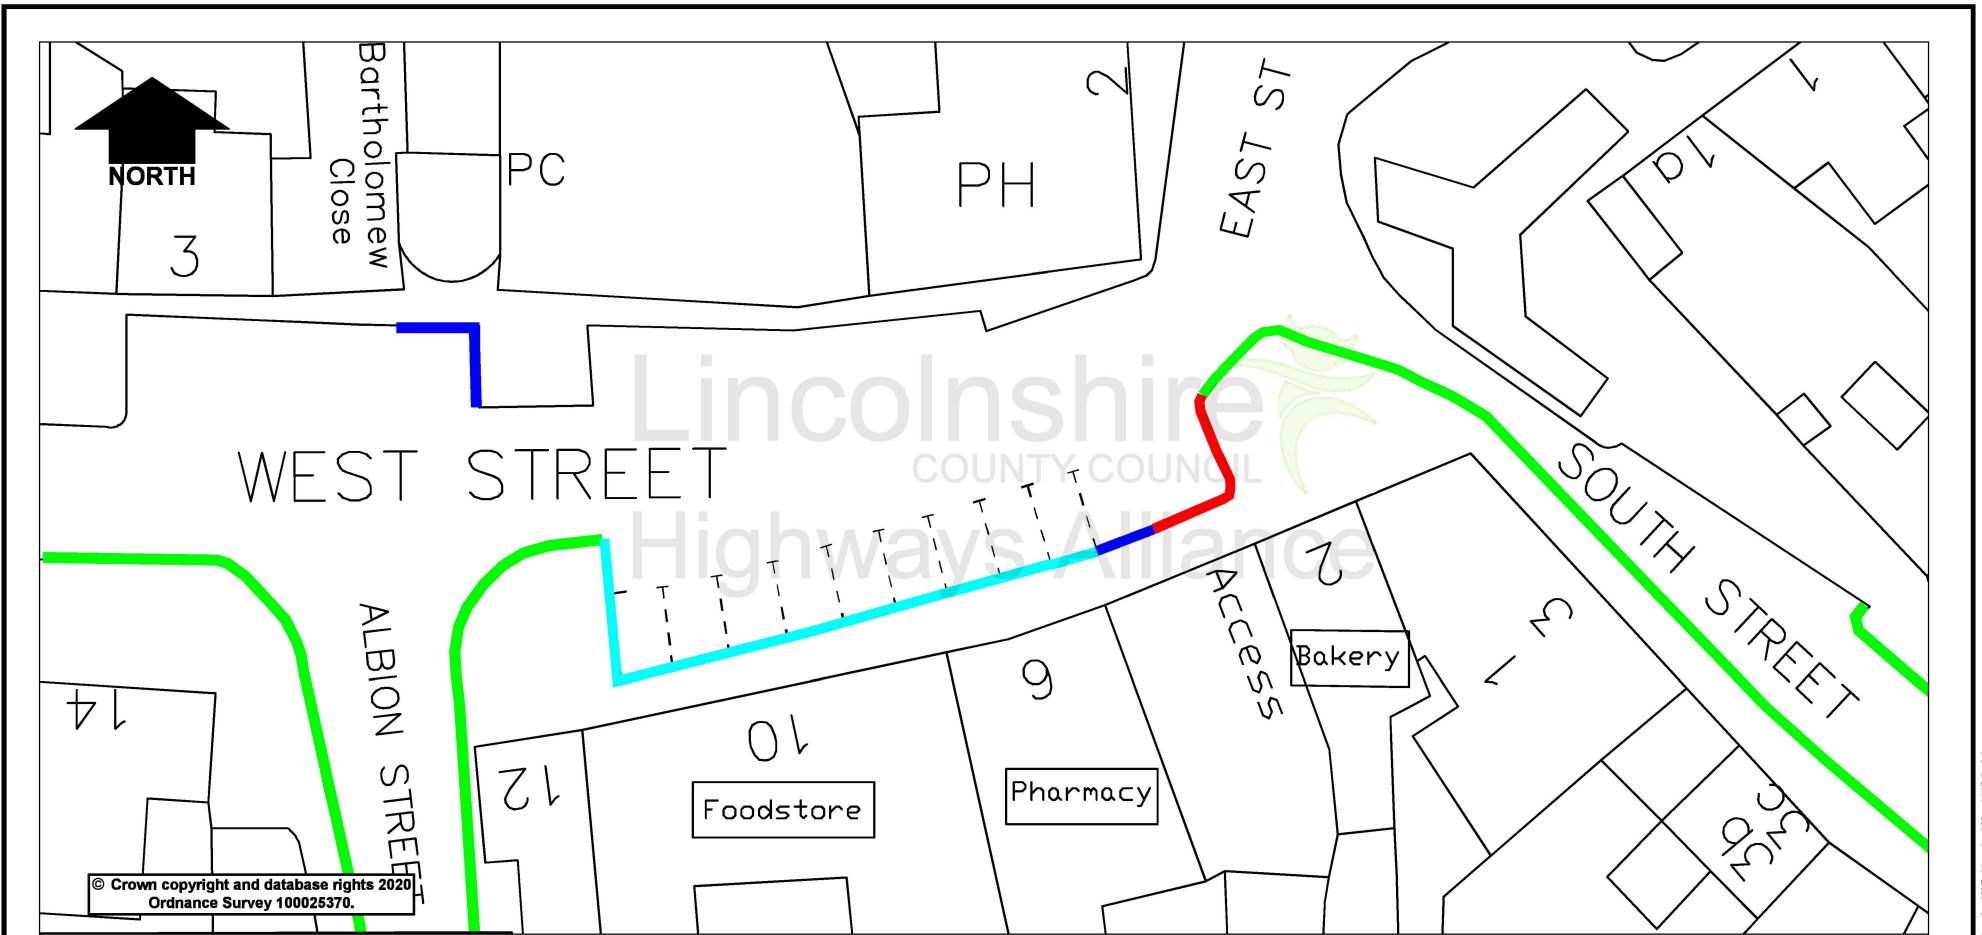 Bartholomew
Close
NORTH
3
PC
PH
2
EAST ST
1
1a
Lincolnshire
COUNTY COUNCIL
Highways Alliance
WEST STREET
SOUTH STREET
ALBION STREET
Access
2
Bakery
3
1
9
14
10
12
Foodstore
Pharmacy
3b
3c
© Crown copyright and database rights 2020
Ordnance Survey 100025370.